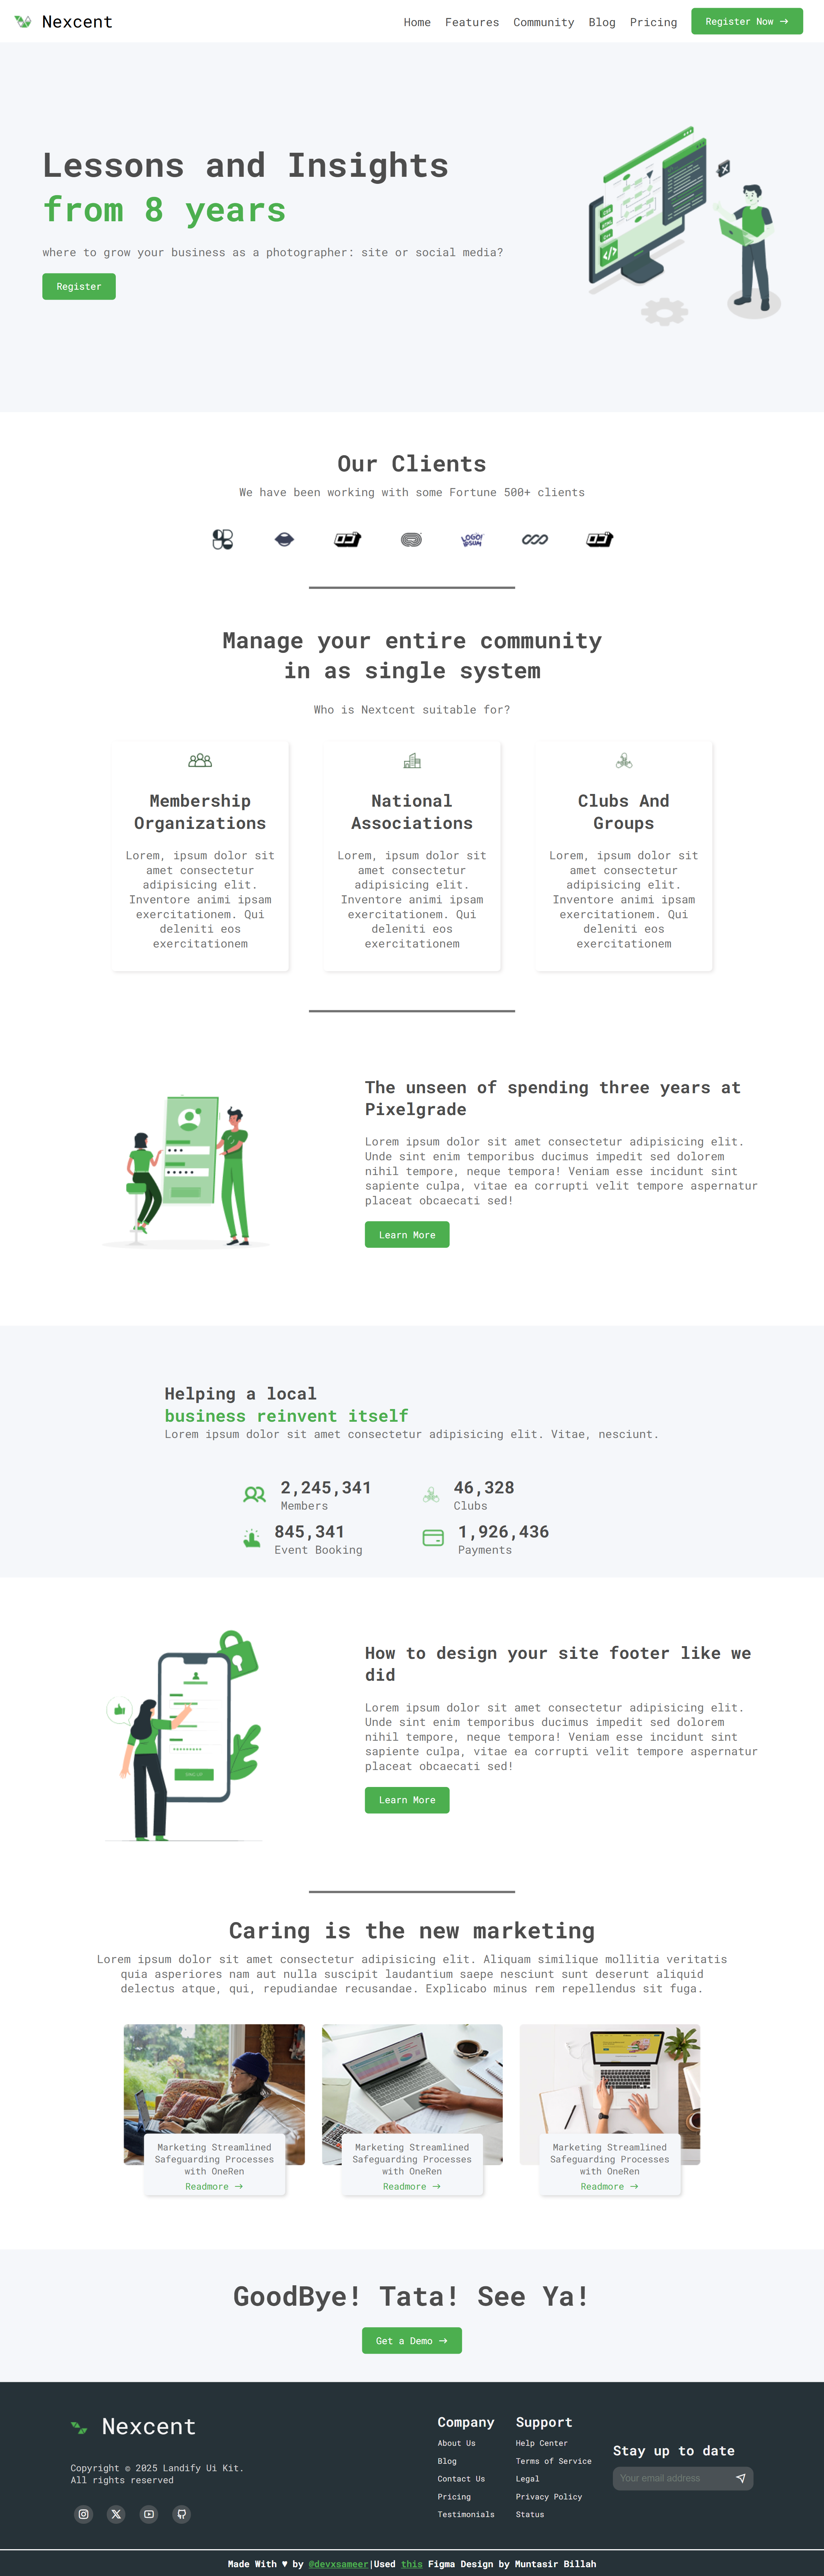 Nexcent
Home Features Community Blog Pricing Register Now →
Lessons and Insights
from 8 years
where to grow your business as a photographer: site or social media?
Register
Our Clients
We have been working with some Fortune 500+ clients
LOGO!
IPSUM
Manage your entire community
in as single system
Who is Nextcent suitable for?
Membership
Organizations
Lorem, ipsum dolor sit
amet consectetur
adipisicing elit.
Inventore animi ipsam
exercitationem. Qui
deleniti eos
exercitationem
National
Associations
Lorem, ipsum dolor sit
amet consectetur
adipisicing elit.
Inventore animi ipsam
exercitationem. Qui
deleniti eos
exercitationem
Clubs And
Groups
Lorem, ipsum dolor sit
amet consectetur
adipisicing elit.
Inventore animi ipsam
exercitationem. Qui
deleniti eos
exercitationem
The unseen of spending three years at
Pixelgrade
Lorem ipsum dolor sit amet consectetur adipisicing elit.
Unde sint enim temporibus ducimus impedit sed dolorem
nihil tempore, neque tempora! Veniam esse incidunt sint
sapiente culpa, vitae ea corrupti velit tempore aspernatur
placeat obcaecati sed!
Learn More
Helping a local
business reinvent itself
Lorem ipsum dolor sit amet consectetur adipisicing elit. Vitae, nesciunt.
2,245,341
Members
46,328
Clubs
845,341
Event Booking
1,926,436
Payments
How to design your site footer like we
did
Lorem ipsum dolor sit amet consectetur adipisicing elit.
Unde sint enim temporibus ducimus impedit sed dolorem
nihil tempore, neque tempora! Veniam esse incidunt sint
sapiente culpa, vitae ea corrupti velit tempore aspernatur
placeat obcaecati sed!
Learn More
Caring is the new marketing
Lorem ipsum dolor sit amet consectetur adipisicing elit. Aliquam similique mollitia veritatis
quia asperiores nam aut nulla suscipit laudantium saepe nesciunt sunt deserunt aliquid
delectus atque, qui, repudiandae recusandae. Explicabo minus rem repellendus sit fuga.
Marketing Streamlined
Safeguarding Processes
with OneRen
Readmore →
Marketing Streamlined
Safeguarding Processes
with OneRen
Readmore →
Marketing Streamlined
Safeguarding Processes
with OneRen
Readmore →
GoodBye! Tata! See Ya!
Get a Demo →
Nexcent
Copyright © 2025 Landify Ui Kit.
All rights reserved
Company
About Us
Blog
Contact Us
Pricing
Testimonials
Support
Help Center
Terms of Service
Legal
Privacy Policy
Status
Stay up to date
Your email address
Made With ♥ by @devxsameer|Used this Figma Design by Muntasir Billah